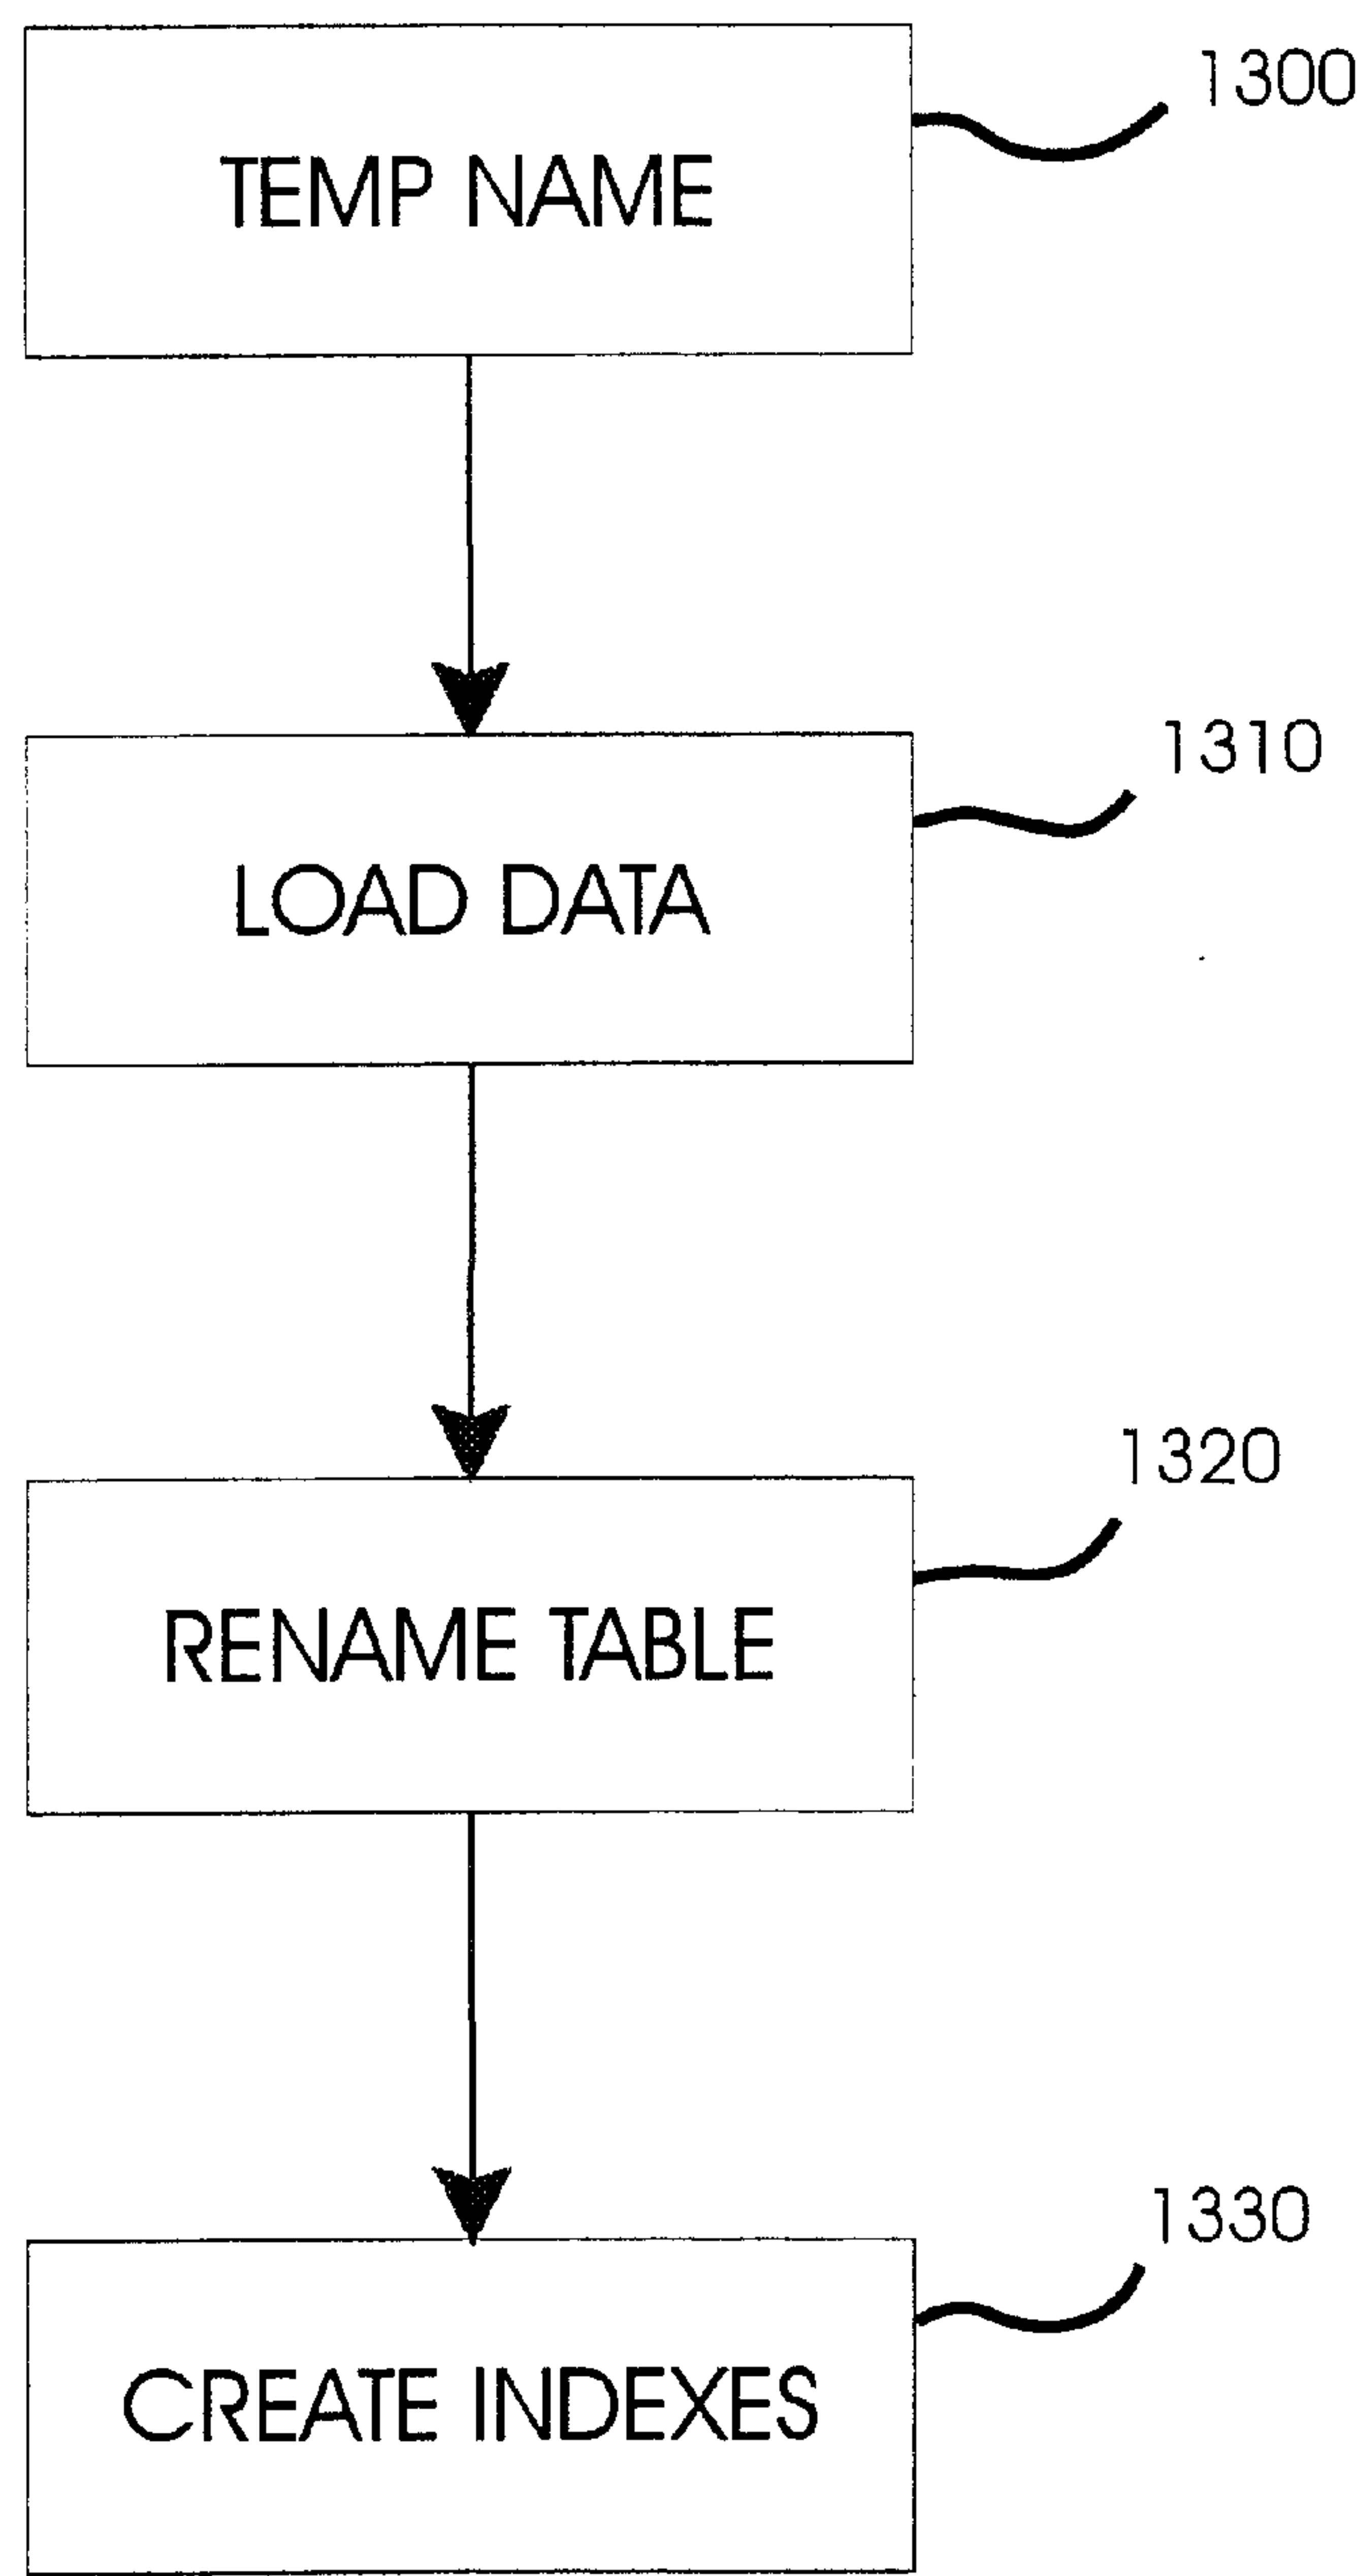 1300
TEMP NAME
1310
LOAD DATA
1320
RENAME TABLE
1330
CREATE INDEXES